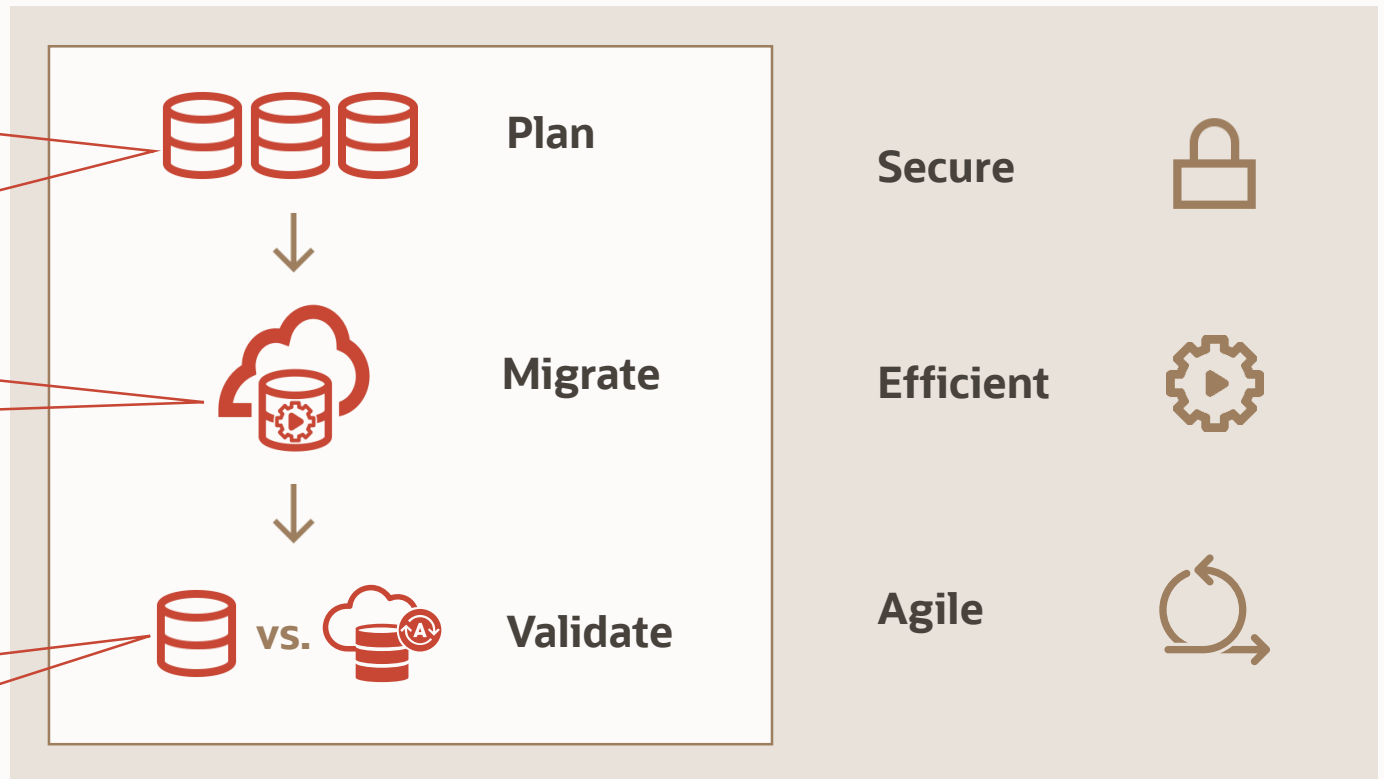 Plan
Migrate
vs.
A
Validate
Secure
Efficient
Agile